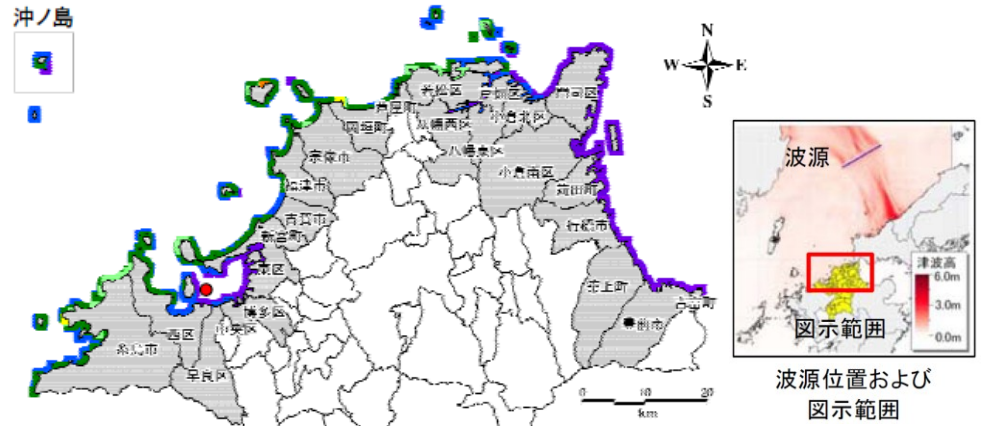 沖ノ島
N
W E
S
若松区
戸畑区
門司区
芦屋町
岡垣町
八幡西区
小倉北区
八幡東区
宗像市
小倉南区
苅田町
福津市
行橋市
古賀市
新宮町
東区
築上町
吉富町
博多区
中央区
豊前市
西区
糸島市
早良区
0 10 20
km
波源
津波高
6.0m
3.0m
0.0m
図示範囲
波源位置および
図示範囲